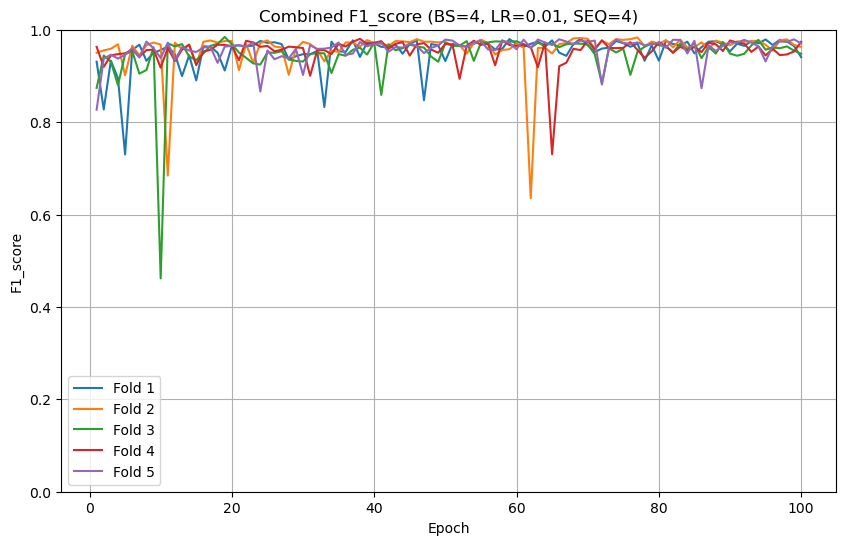 Combined F1_score (BS=4, LR=0.01, SEQ=4)
1.0
0.8
0.6
0.4
0.2
0.0
F1_score
Fold 1
Fold 2
Fold 3
Fold 4
Fold 5
0 20 40 60 80 100
Epoch